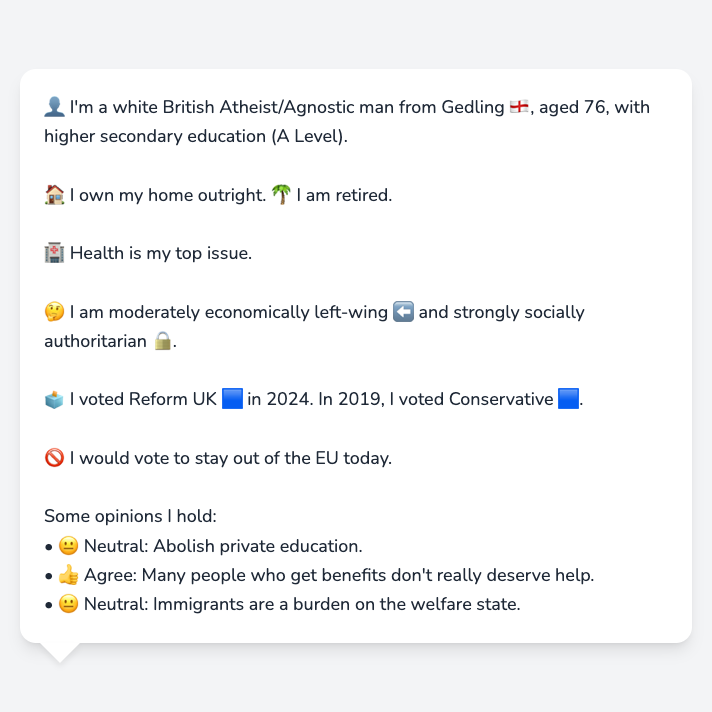 👤 I'm a white British Atheist/Agnostic man from Gedling 🏴󠁧󠁢󠁥󠁮󠁧󠁿, aged 76, with
higher secondary education (A Level).
🏠 I own my home outright. 🌴 I am retired.
🏥 Health is my top issue.
🤔 I am moderately economically left-wing ⬅️ and strongly socially
authoritarian 🔒.
🗳️ I voted Reform UK 🟦 in 2024. In 2019, I voted Conservative 🟦.
🚫 I would vote to stay out of the EU today.
Some opinions I hold:
• 😐 Neutral: Abolish private education.
• 👍 Agree: Many people who get benefits don't really deserve help.
• 😐 Neutral: Immigrants are a burden on the welfare state.